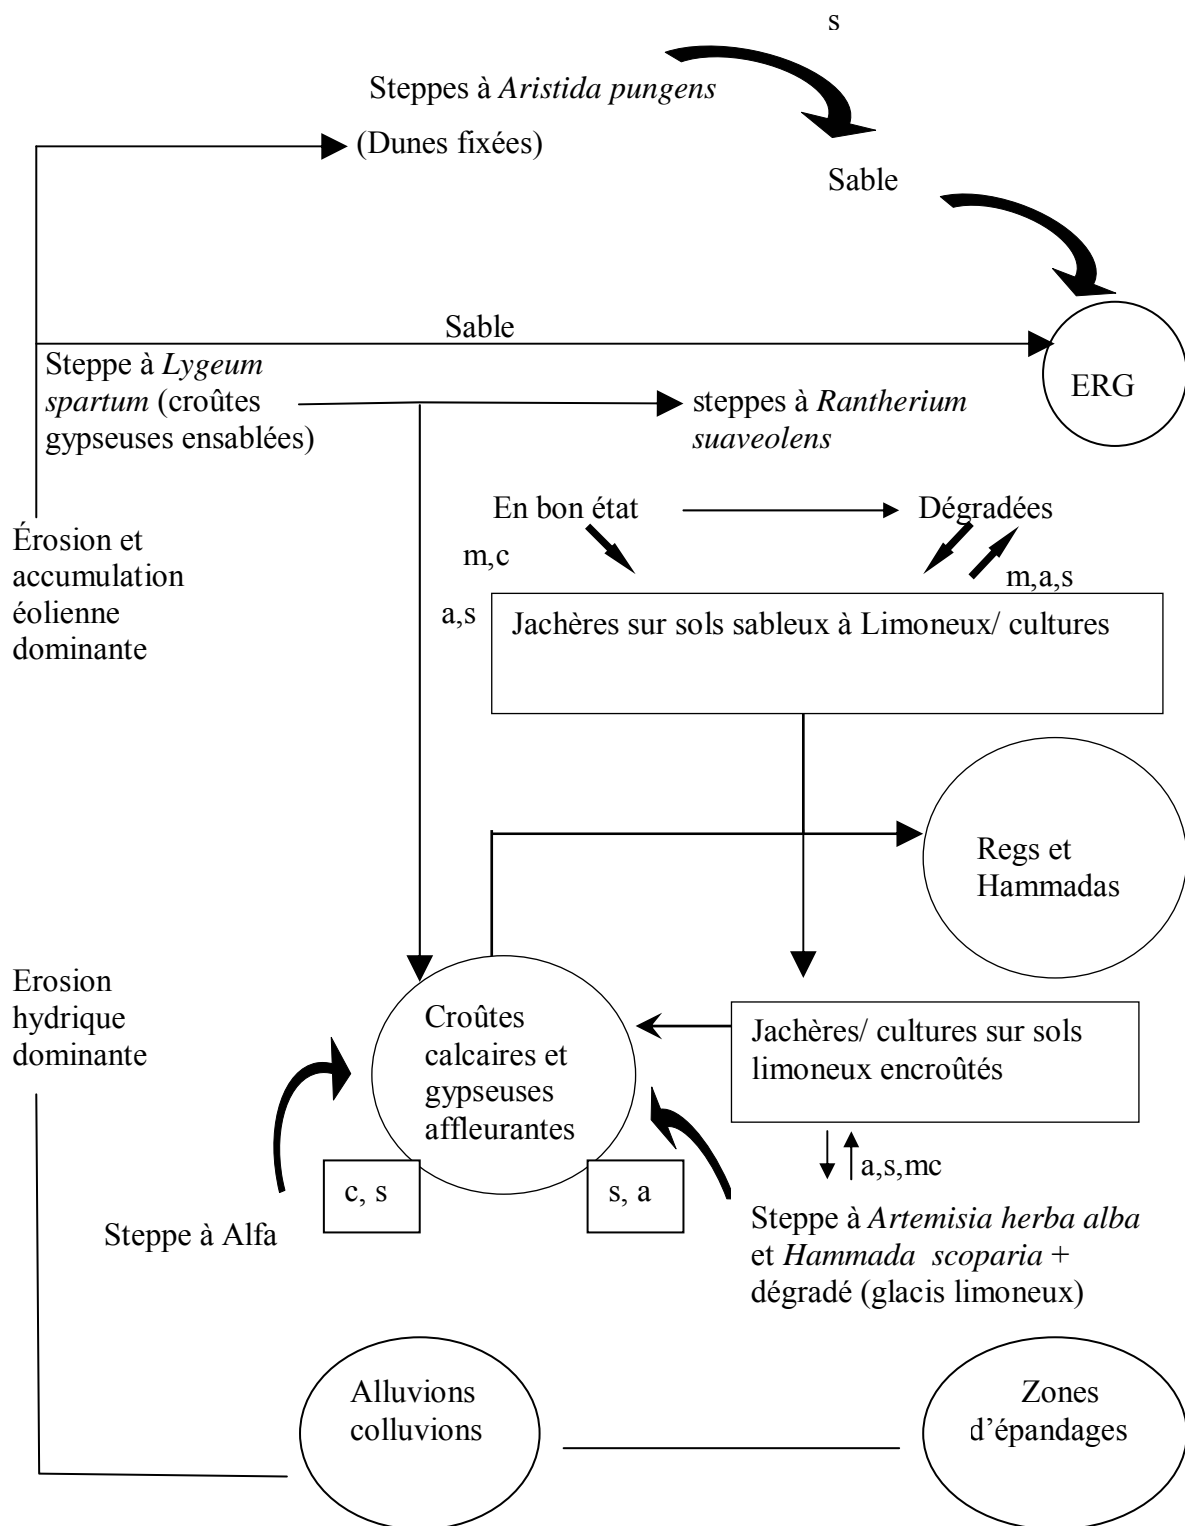 s
Steppes à Aristida pungens
(Dunes fixées)
Sable
Sable
ERG
Steppe à Lygeum
spartum (croûtes
gypseuses ensablées)
steppes à Rantherium
suaveolens
En bon état
Dégradées
Érosion et
accumulation
éolienne
dominante
m,c
a,s
m,a,s
Jachères sur sols sableux à Limoneux/ cultures
Regs et
Hammadas
Erosion
hydrique
dominante
Croûtes
calcaires et
gypseuses
affleurantes
Jachères/ cultures sur sols
limoneux encroûtés
a,s,mc
c, s
s, a
Steppe à Alfa
Steppe à Artemisia herba alba
et Hammada scoparia +
dégradé (glacis limoneux)
Alluvions
colluvions
Zones
d’épandages